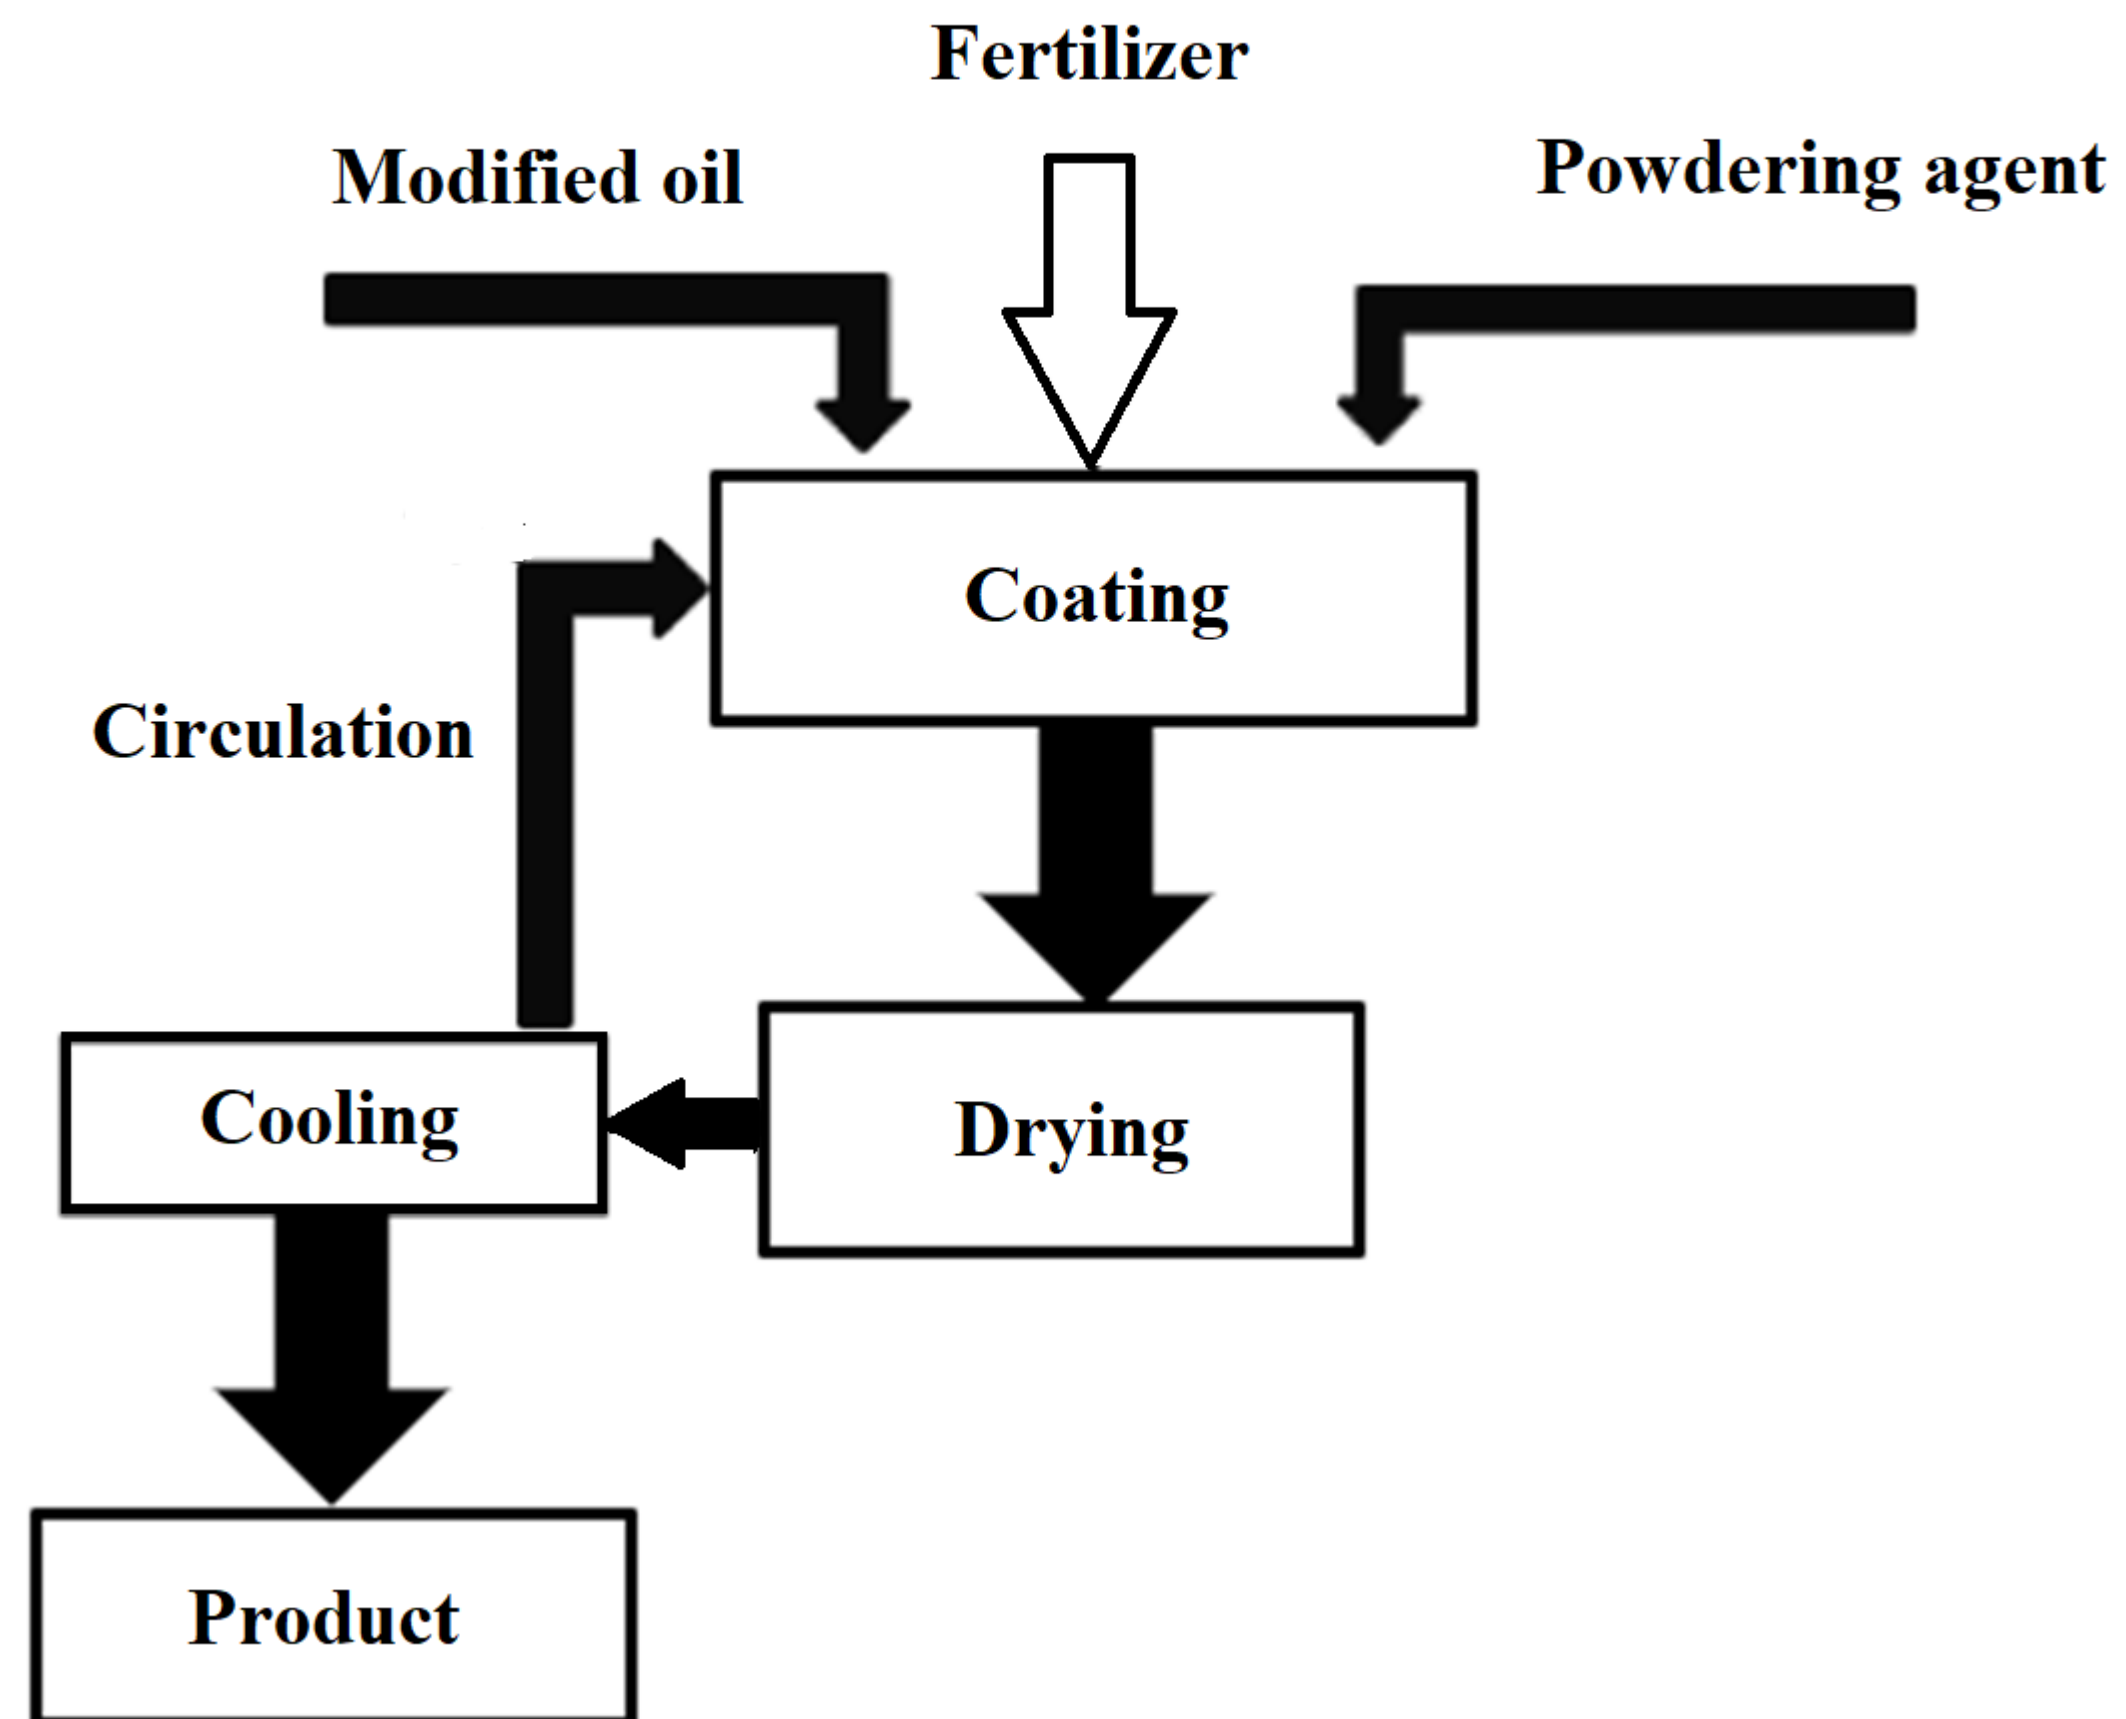 Fertilizer
Modified oil
Powdering agent
Coating
Circulation
Cooling
Drying
Product